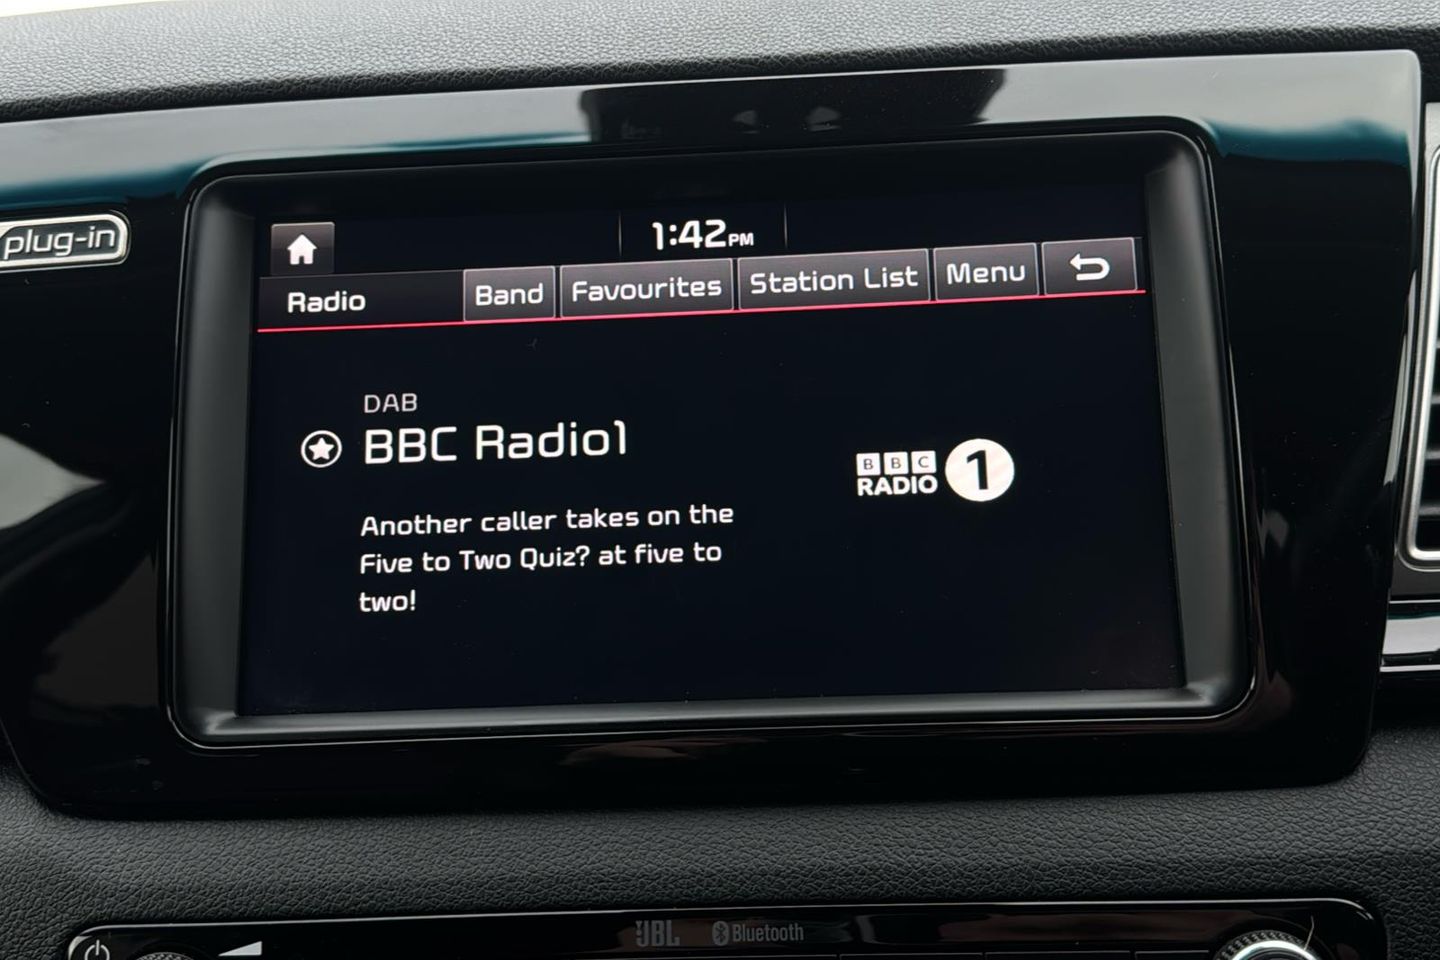 plug-in
1:42PM
Radio Band Favourites Station List Menu
DAB
BBC Radio1
BBC
RADIO 1
Another caller takes on the
Five to Two Quiz? at five to
two!
JBL Bluetooth